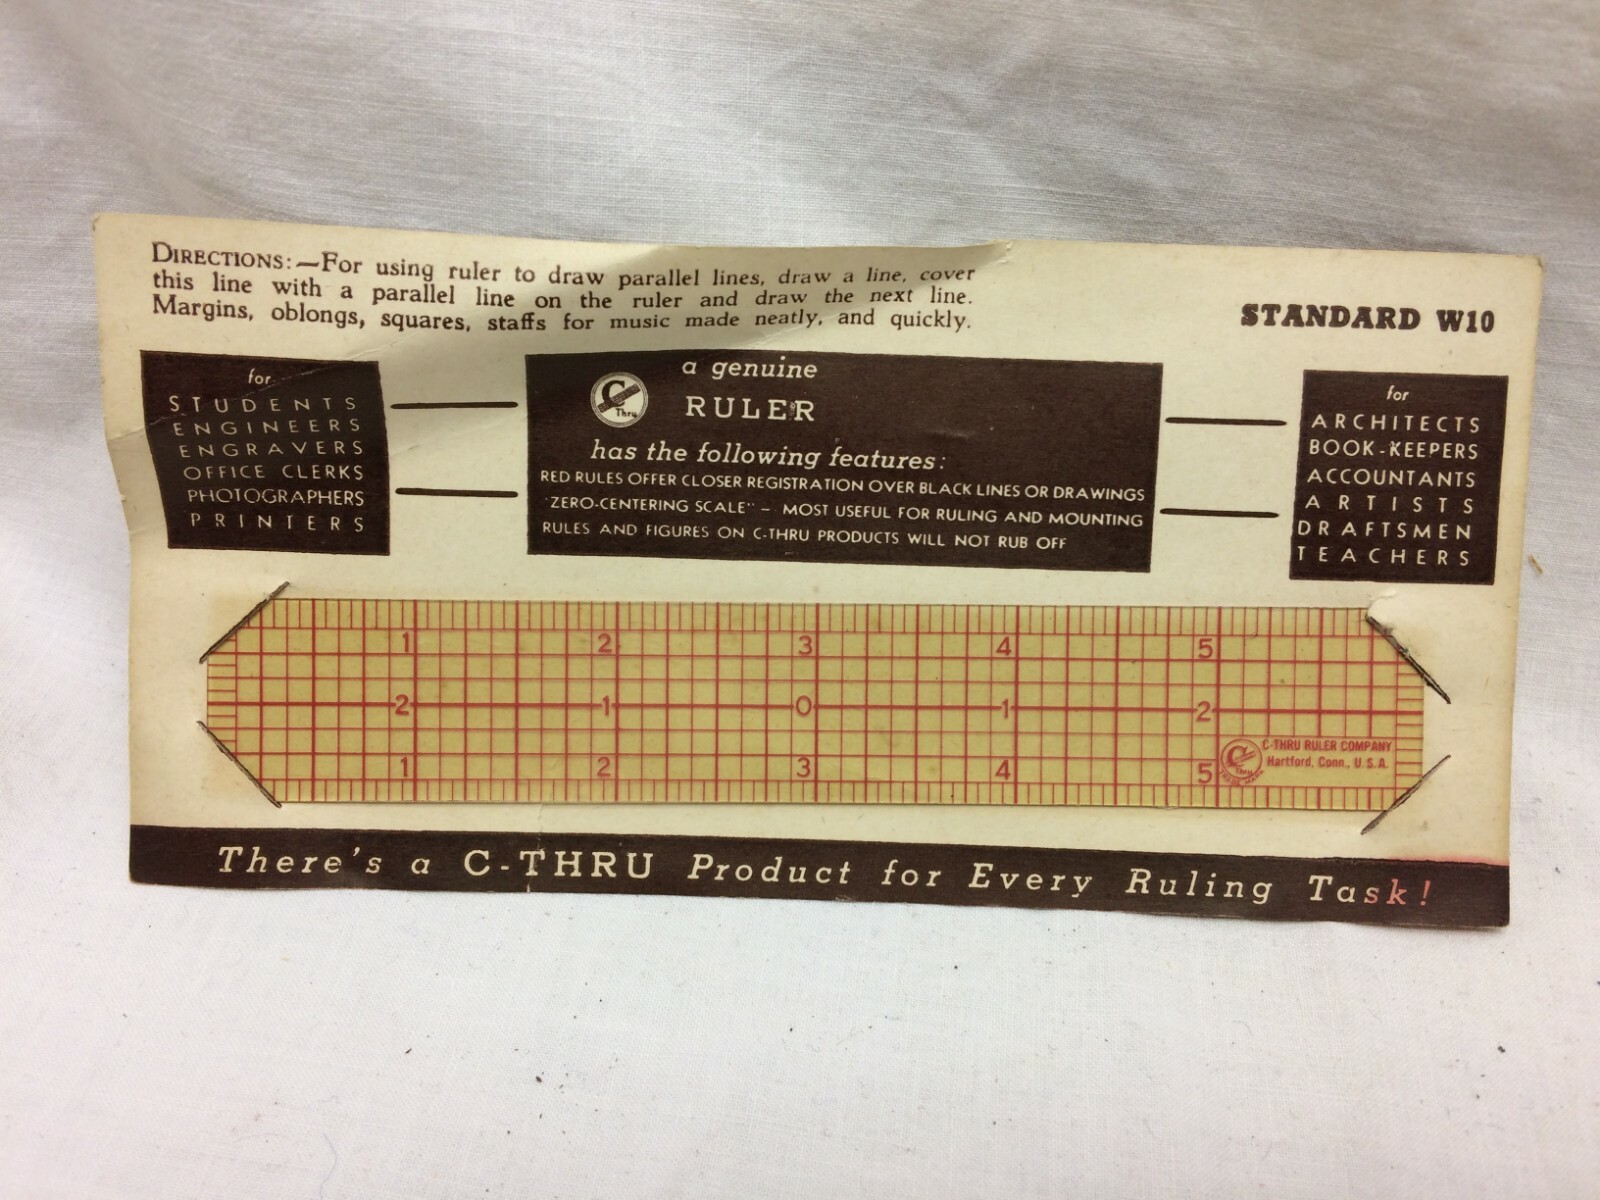 DIRECTIONS:—For using ruler to draw parallel lines, draw a line, cover
this line with a parallel line on the ruler and draw the next line.
Margins, oblongs, squares, staffs for music made neatly, and quickly.
STANDARD W10
for
STUDENTS
ENGINEERS
ENGRAVERS
OFFICE CLERKS
PHOTOGRAPHERS
PRINTERS
C Thru
a genuine
RULER
has the following features:
RED RULES OFFER CLOSER REGISTRATION OVER BLACK LINES OR DRAWINGS
"ZERO-CENTERING SCALE" — MOST USEFUL FOR RULING AND MOUNTING
RULES AND FIGURES ON C-THRU PRODUCTS WILL NOT RUB OFF
for
ARCHITECTS
BOOK-KEEPERS
ACCOUNTANTS
ARTISTS
DRAFTSMEN
TEACHERS
1 2 3 4 5
2 1 0 1 2
1 2 3 4 5
C Thru
TRADE MARK
C-THRU RULER COMPANY
Hartford, Conn., U.S.A.
There's a C-THRU Product for Every Ruling Task!